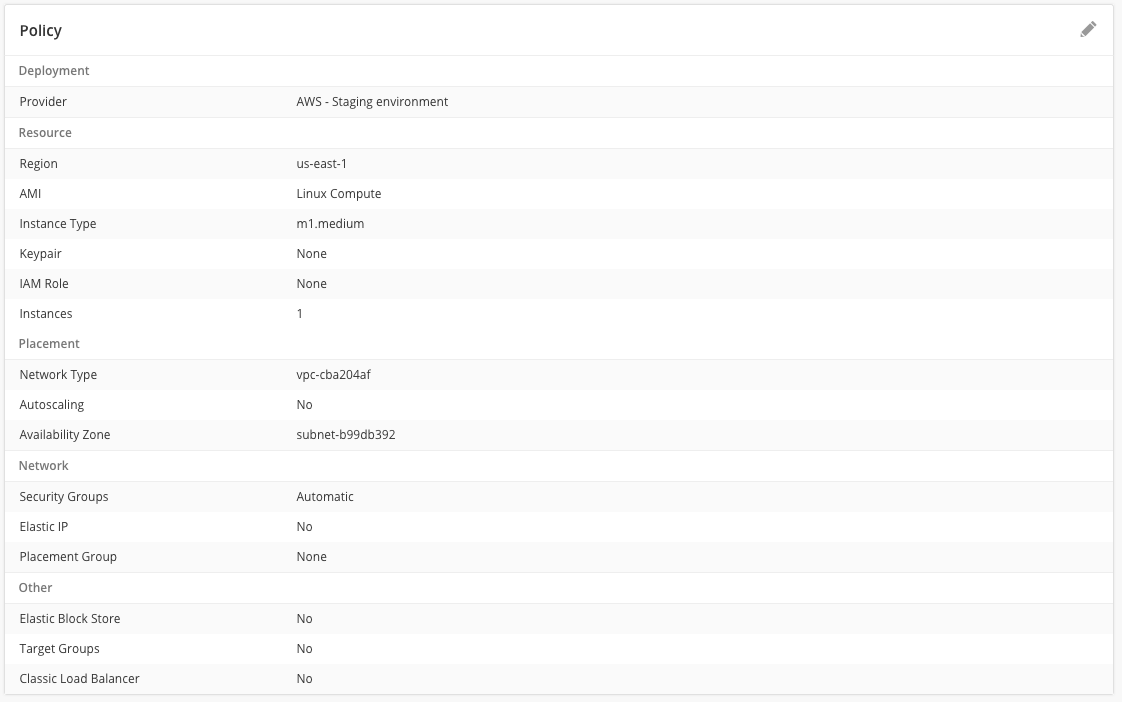 Policy
Deployment
Provider AWS - Staging environment
Resource
Region us-east-1
AMI Linux Compute
Instance Type m1.medium
Keypair None
IAM Role None
Instances 1
Placement
Network Type vpc-cba204af
Autoscaling No
Availability Zone subnet-b99db392
Network
Security Groups Automatic
Elastic IP No
Placement Group None
Other
Elastic Block Store No
Target Groups No
Classic Load Balancer No